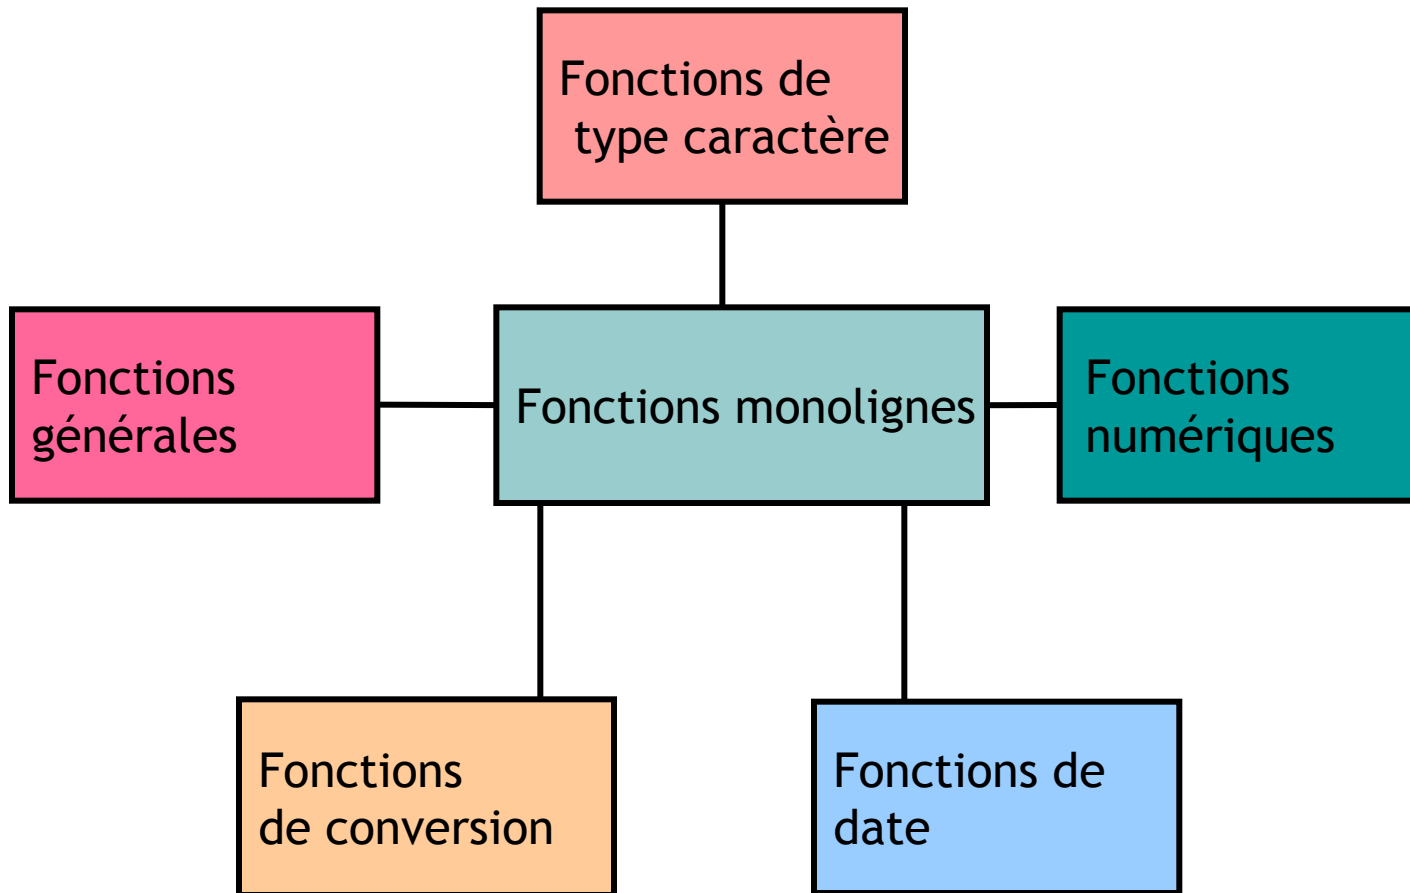 Fonctions de
type caractère
Fonctions
générales
Fonctions monolignes
Fonctions
numériques
Fonctions
de conversion
Fonctions de
date